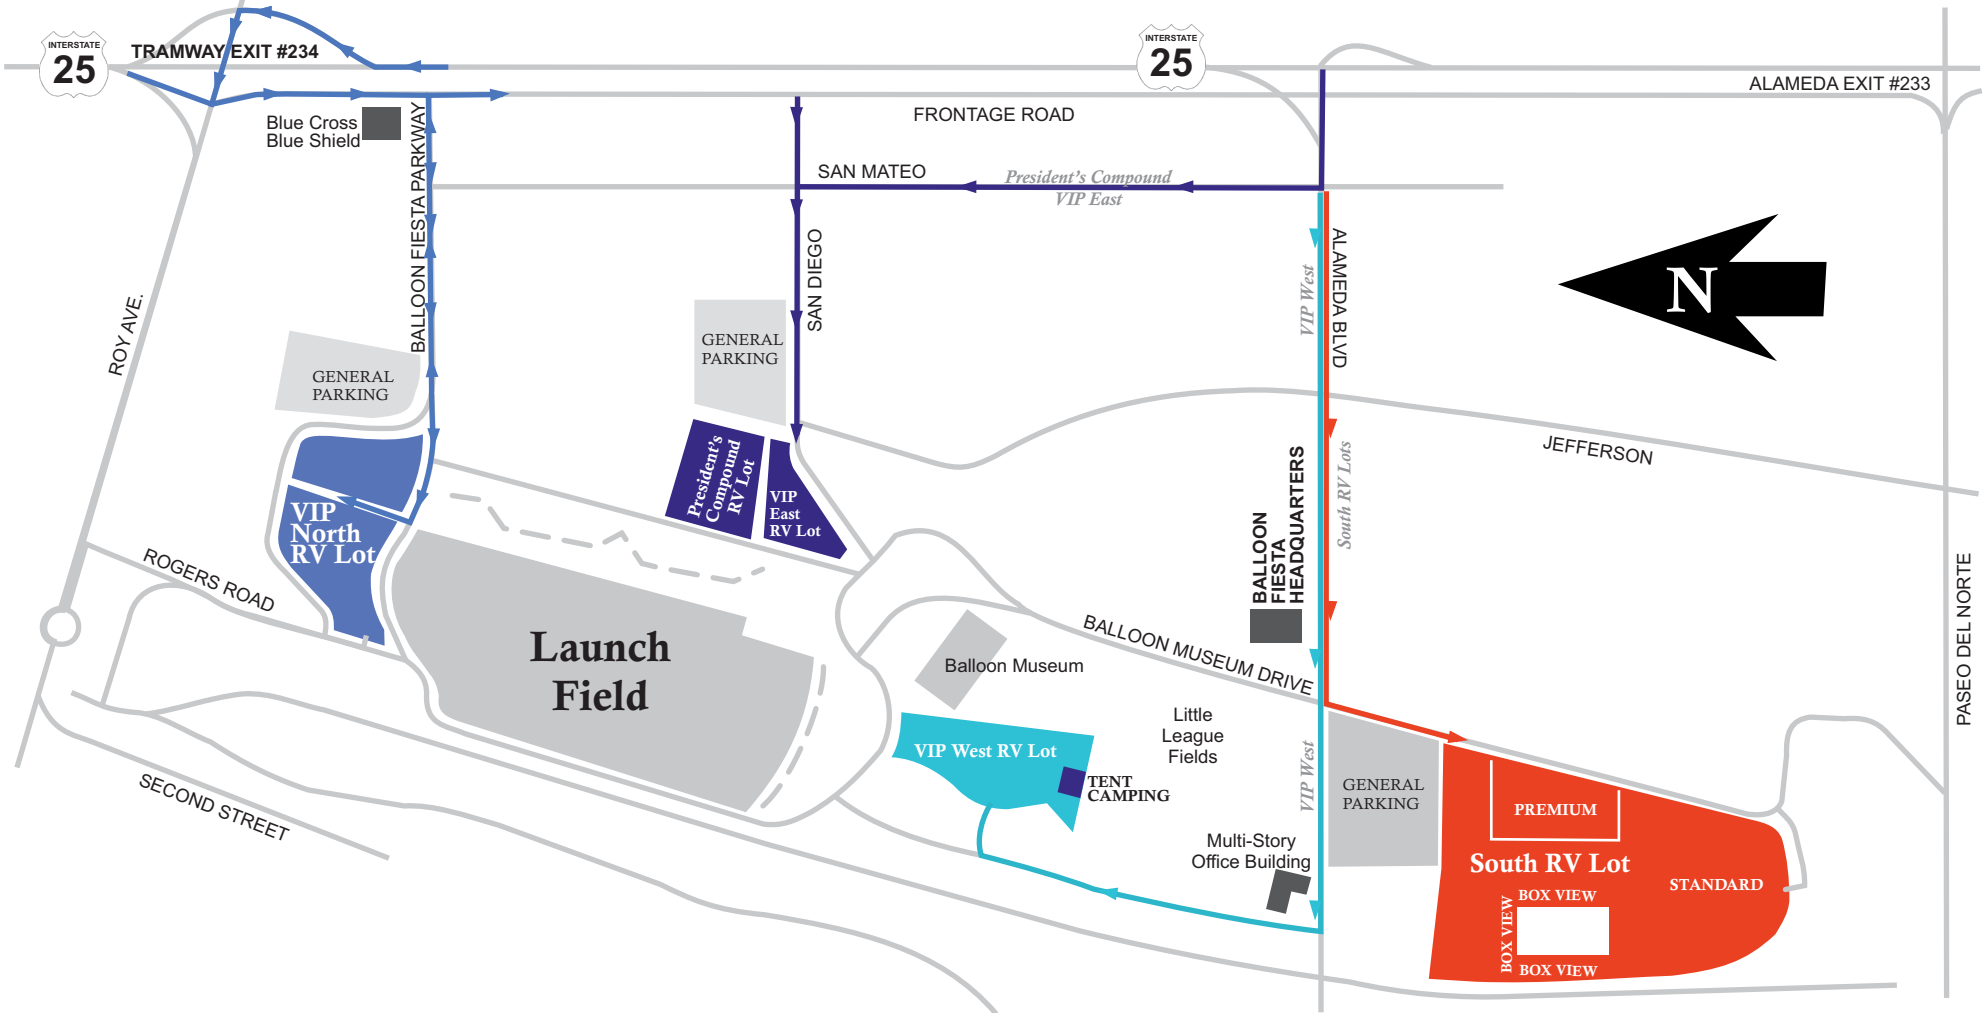 INTERSTATE
25
TRAMWAY EXIT #234
INTERSTATE
25
ALAMEDA EXIT #233
Blue Cross
Blue Shield
FRONTAGE ROAD
SAN MATEO
President's Compound
VIP East
BALLOON FIESTA PARKWAY
SAN DIEGO
ALAMEDA BLVD
VIP West
N
ROY AVE.
GENERAL
PARKING
GENERAL
PARKING
JEFFERSON
South RV Lots
President's
Compound
RV Lot
VIP
East
RV Lot
VIP
North
RV Lot
BALLOON
FIESTA
HEADQUARTERS
ROGERS ROAD
PASEO DEL NORTE
Launch
Field
BALLOON MUSEUM DRIVE
Balloon Museum
Little
League
Fields
VIP West RV Lot
TENT
CAMPING
VIP West
GENERAL
PARKING
PREMIUM
SECOND STREET
Multi-Story
Office Building
South RV Lot
STANDARD
BOX VIEW
BOX VIEW
BOX VIEW